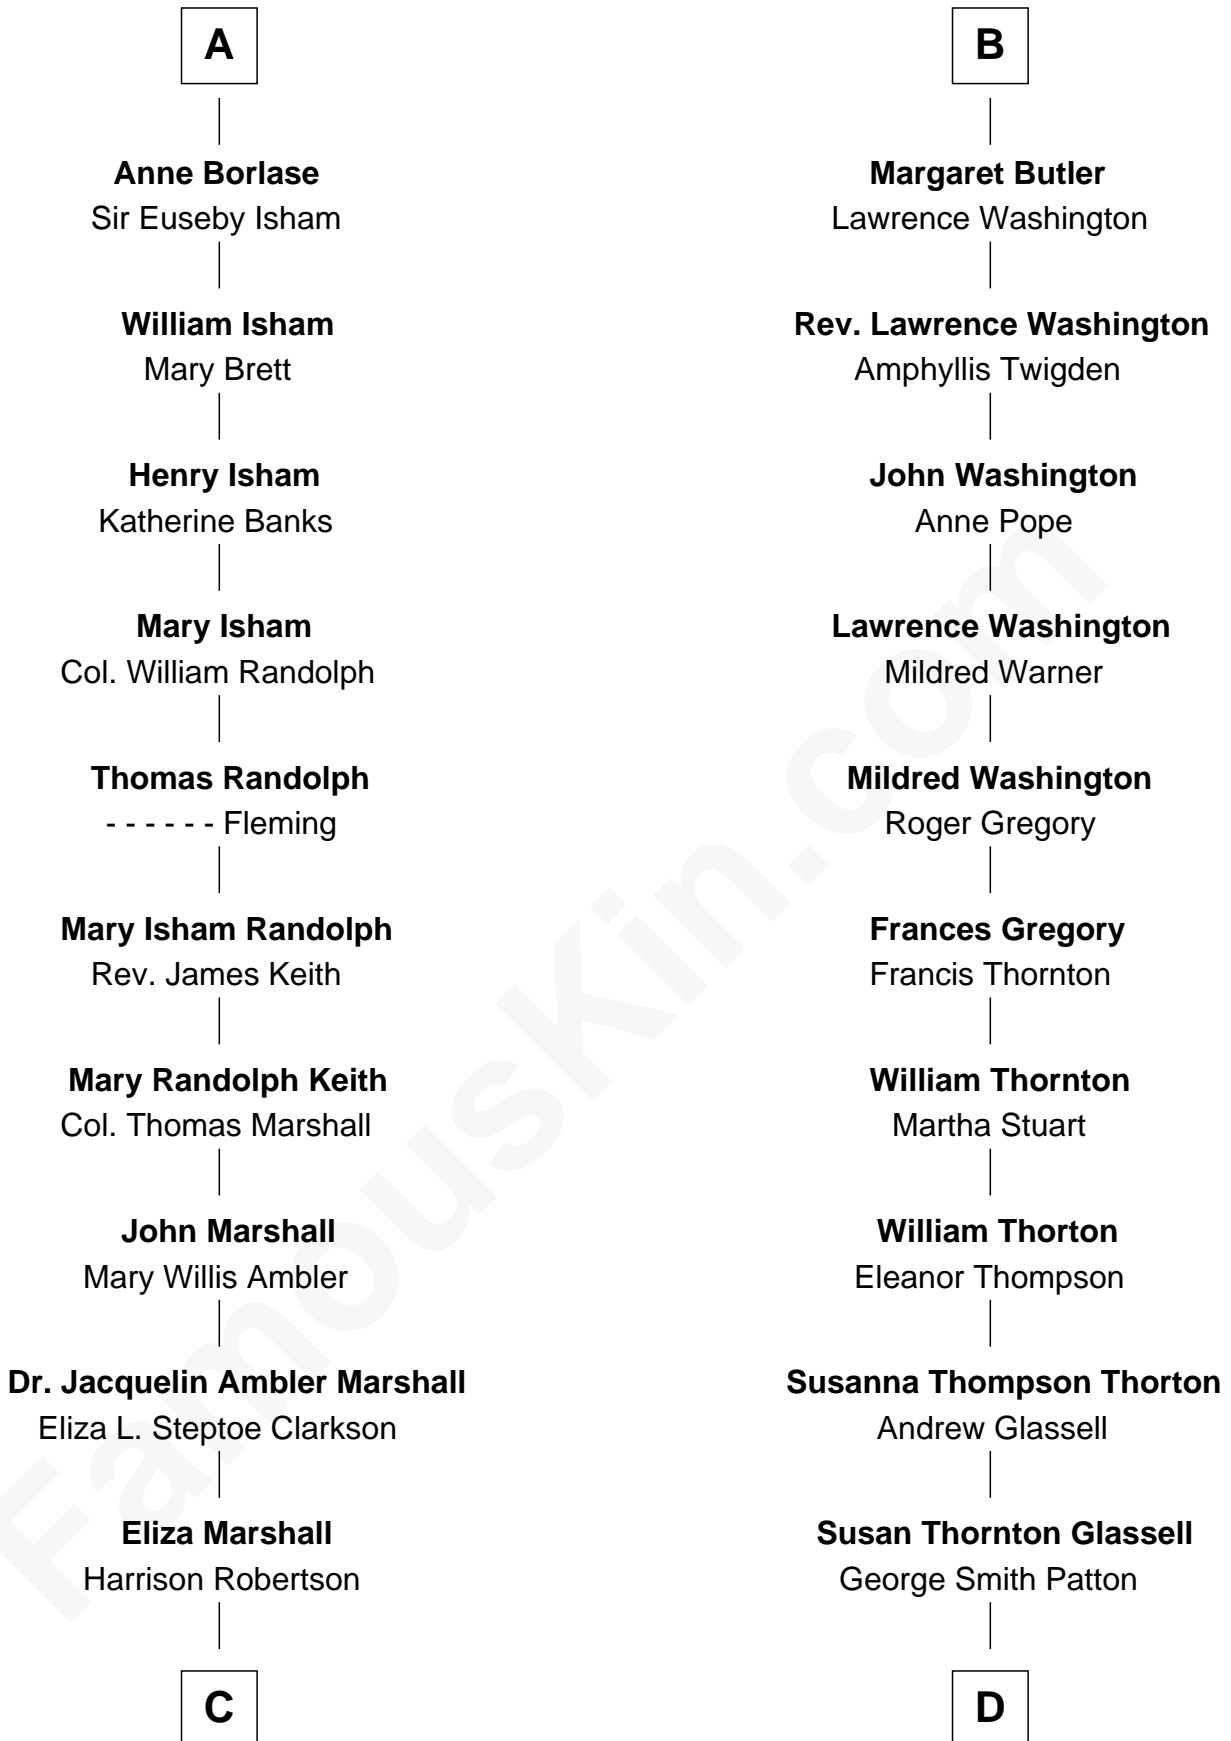 A
Anne Borlase
Sir Euseby Isham
William Isham
Mary Brett
Henry Isham
Katherine Banks
Mary Isham
Col. William Randolph
Thomas Randolph
- - - - - - Fleming
Mary Isham Randolph
Rev. James Keith
Mary Randolph Keith
Col. Thomas Marshall
John Marshall
Mary Willis Ambler
Dr. Jacquelin Ambler Marshall
Eliza L. Steptoe Clarkson
Eliza Marshall
Harrison Robertson
C
B
Margaret Butler
Lawrence Washington
Rev. Lawrence Washington
Amphyllis Twigden
John Washington
Anne Pope
Lawrence Washington
Mildred Warner
Mildred Washington
Roger Gregory
Frances Gregory
Francis Thornton
William Thornton
Martha Stuart
William Thorton
Eleanor Thompson
Susanna Thompson Thorton
Andrew Glassell
Susan Thornton Glassell
George Smith Patton
D
FamousKin.com